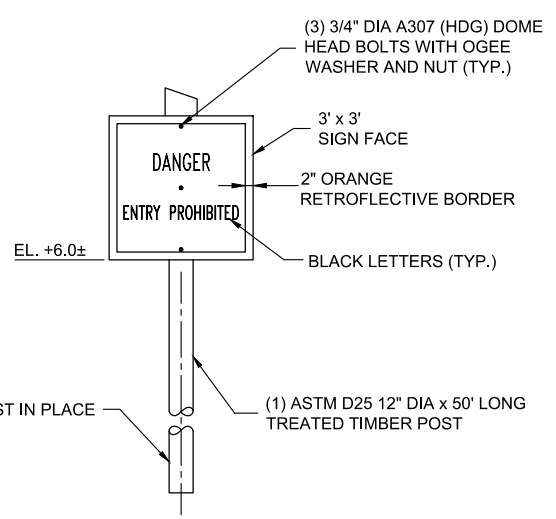 (3) 3/4" DIA A307 (HDG) DOME
HEAD BOLTS WITH OGEE
WASHER AND NUT (TYP.)
3' x 3'
SIGN FACE
DANGER
2" ORANGE
RETROFLECTIVE BORDER
ENTRY PROHIBITED
EL. +6.0±
BLACK LETTERS (TYP.)
ST IN PLACE
(1) ASTM D25 12" DIA x 50' LONG
TREATED TIMBER POST